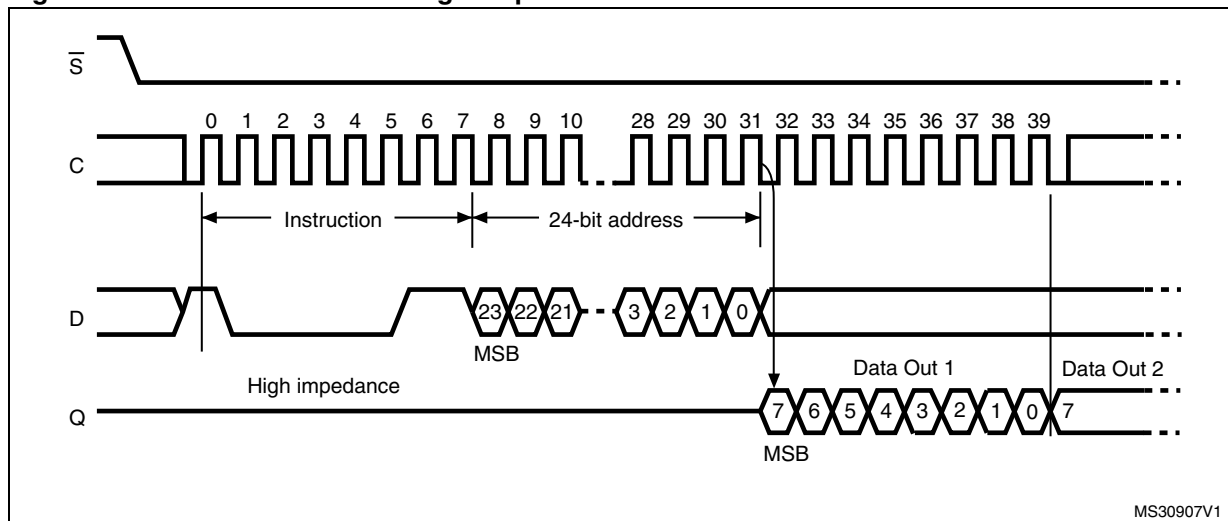 S
0 1 2 3 4 5 6 7 8 9 10 28 29 30 31 32 33 34 35 36 37 38 39
C
Instruction 24-bit address
D
23 22 21 3 2 1 0
MSB
Data Out 1 Data Out 2
High impedance
Q
7 6 5 4 3 2 1 0 7
MSB
MS30907V1